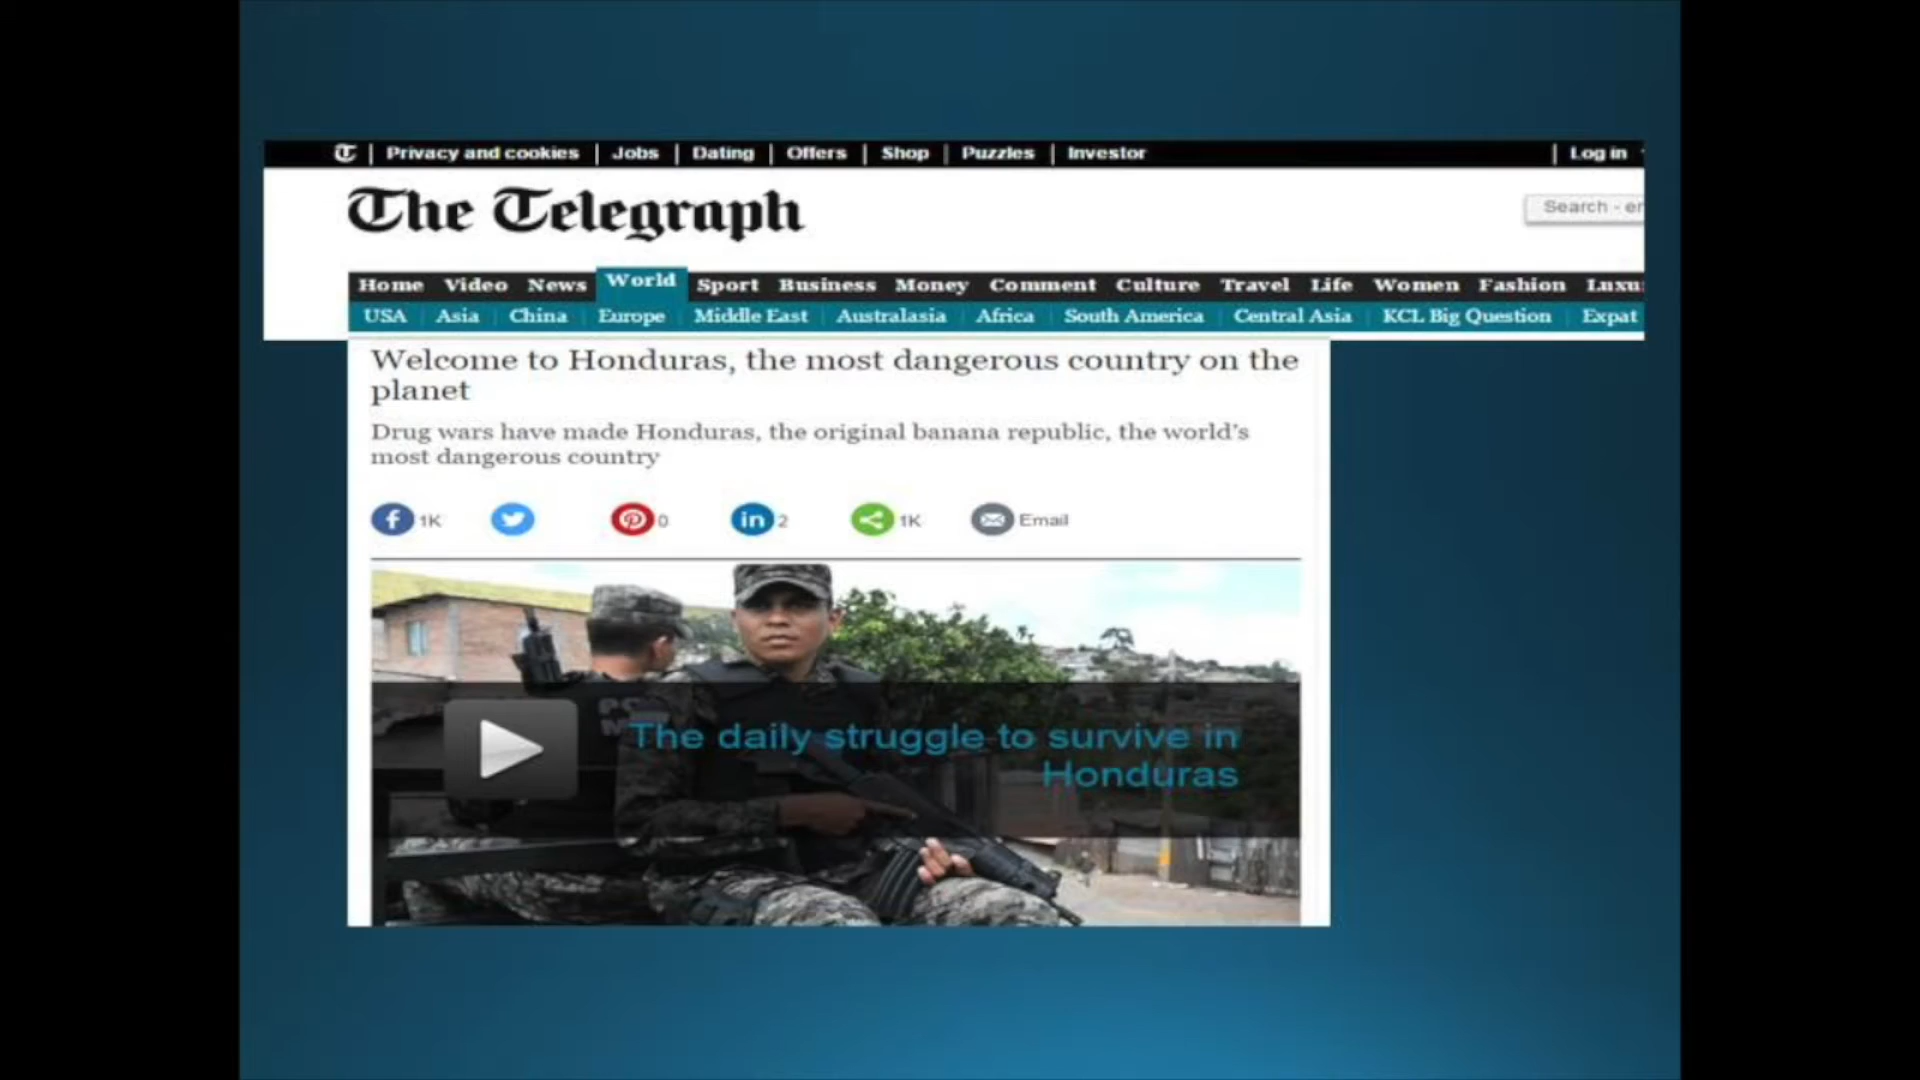 Privacy and cookies | Jobs | Dating | Offers | Shop | Puzzles | Investor | Log in
The Telegraph
Search - er
Home Video News World Sport Business Money Comment Culture Travel Life Women Fashion Luxu
USA Asia China Europe Middle East Australasia Africa South America Central Asia KCL Big Question Expat
Welcome to Honduras, the most dangerous country on the
planet
Drug wars have made Honduras, the original banana republic, the world's
most dangerous country
1K 0 in 2 1K Email
The daily struggle to survive in
Honduras